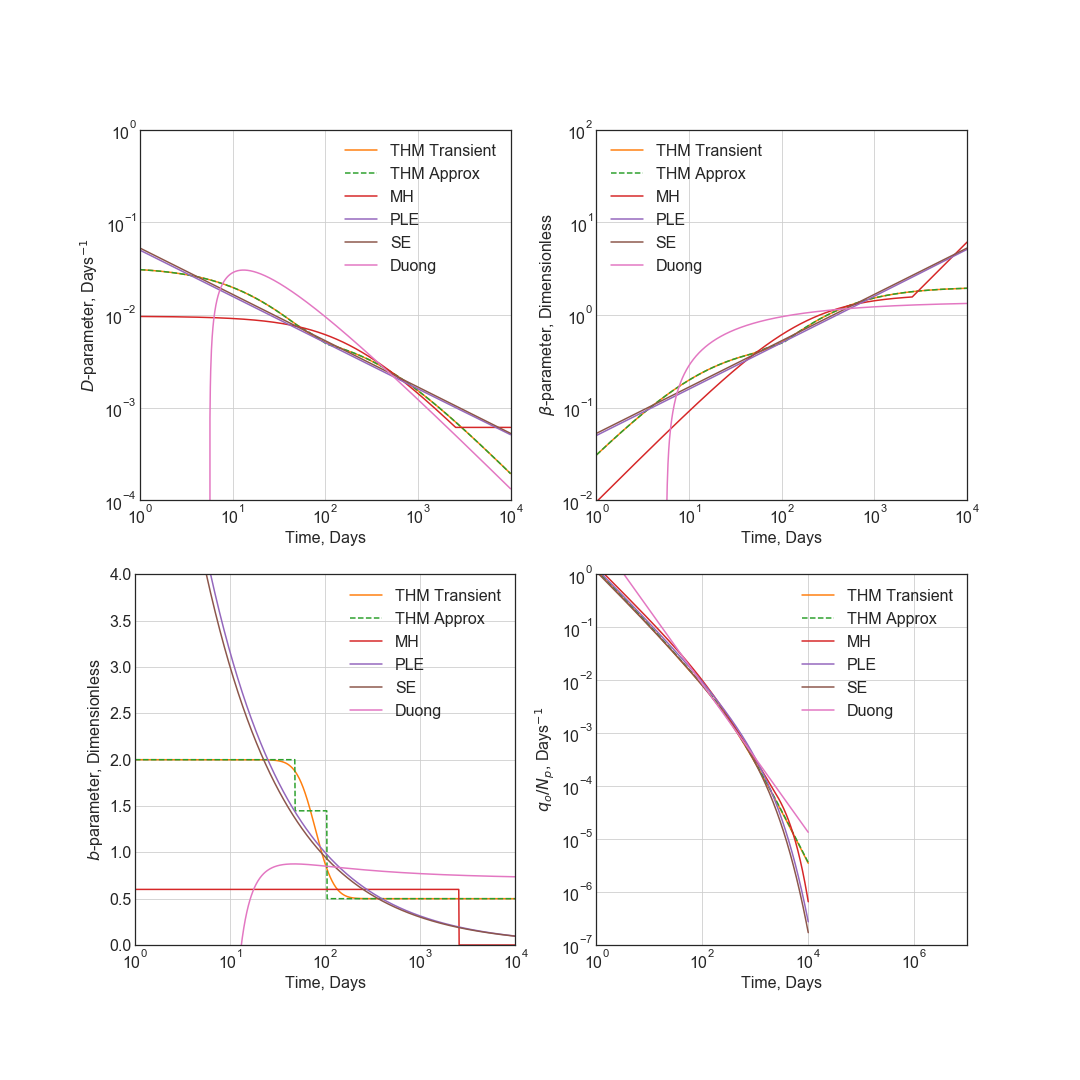 10^0
10^−1
10^−2
10^−3
10^−4
D-parameter, Days^−1
THM Transient
THM Approx
MH
PLE
SE
Duong
10^0 10^1 10^2 10^3 10^4
Time, Days
10^2
10^1
10^0
10^−1
10^−2
β-parameter, Dimensionless
THM Transient
THM Approx
MH
PLE
SE
Duong
10^0 10^1 10^2 10^3 10^4
Time, Days
4.0
3.5
3.0
2.5
2.0
1.5
1.0
0.5
0.0
b-parameter, Dimensionless
THM Transient
THM Approx
MH
PLE
SE
Duong
10^0 10^1 10^2 10^3 10^4
Time, Days
10^0
10^−1
10^−2
10^−3
10^−4
10^−5
10^−6
10^−7
q_o/N_p, Days^−1
THM Transient
THM Approx
MH
PLE
SE
Duong
10^0 10^2 10^4 10^6
Time, Days